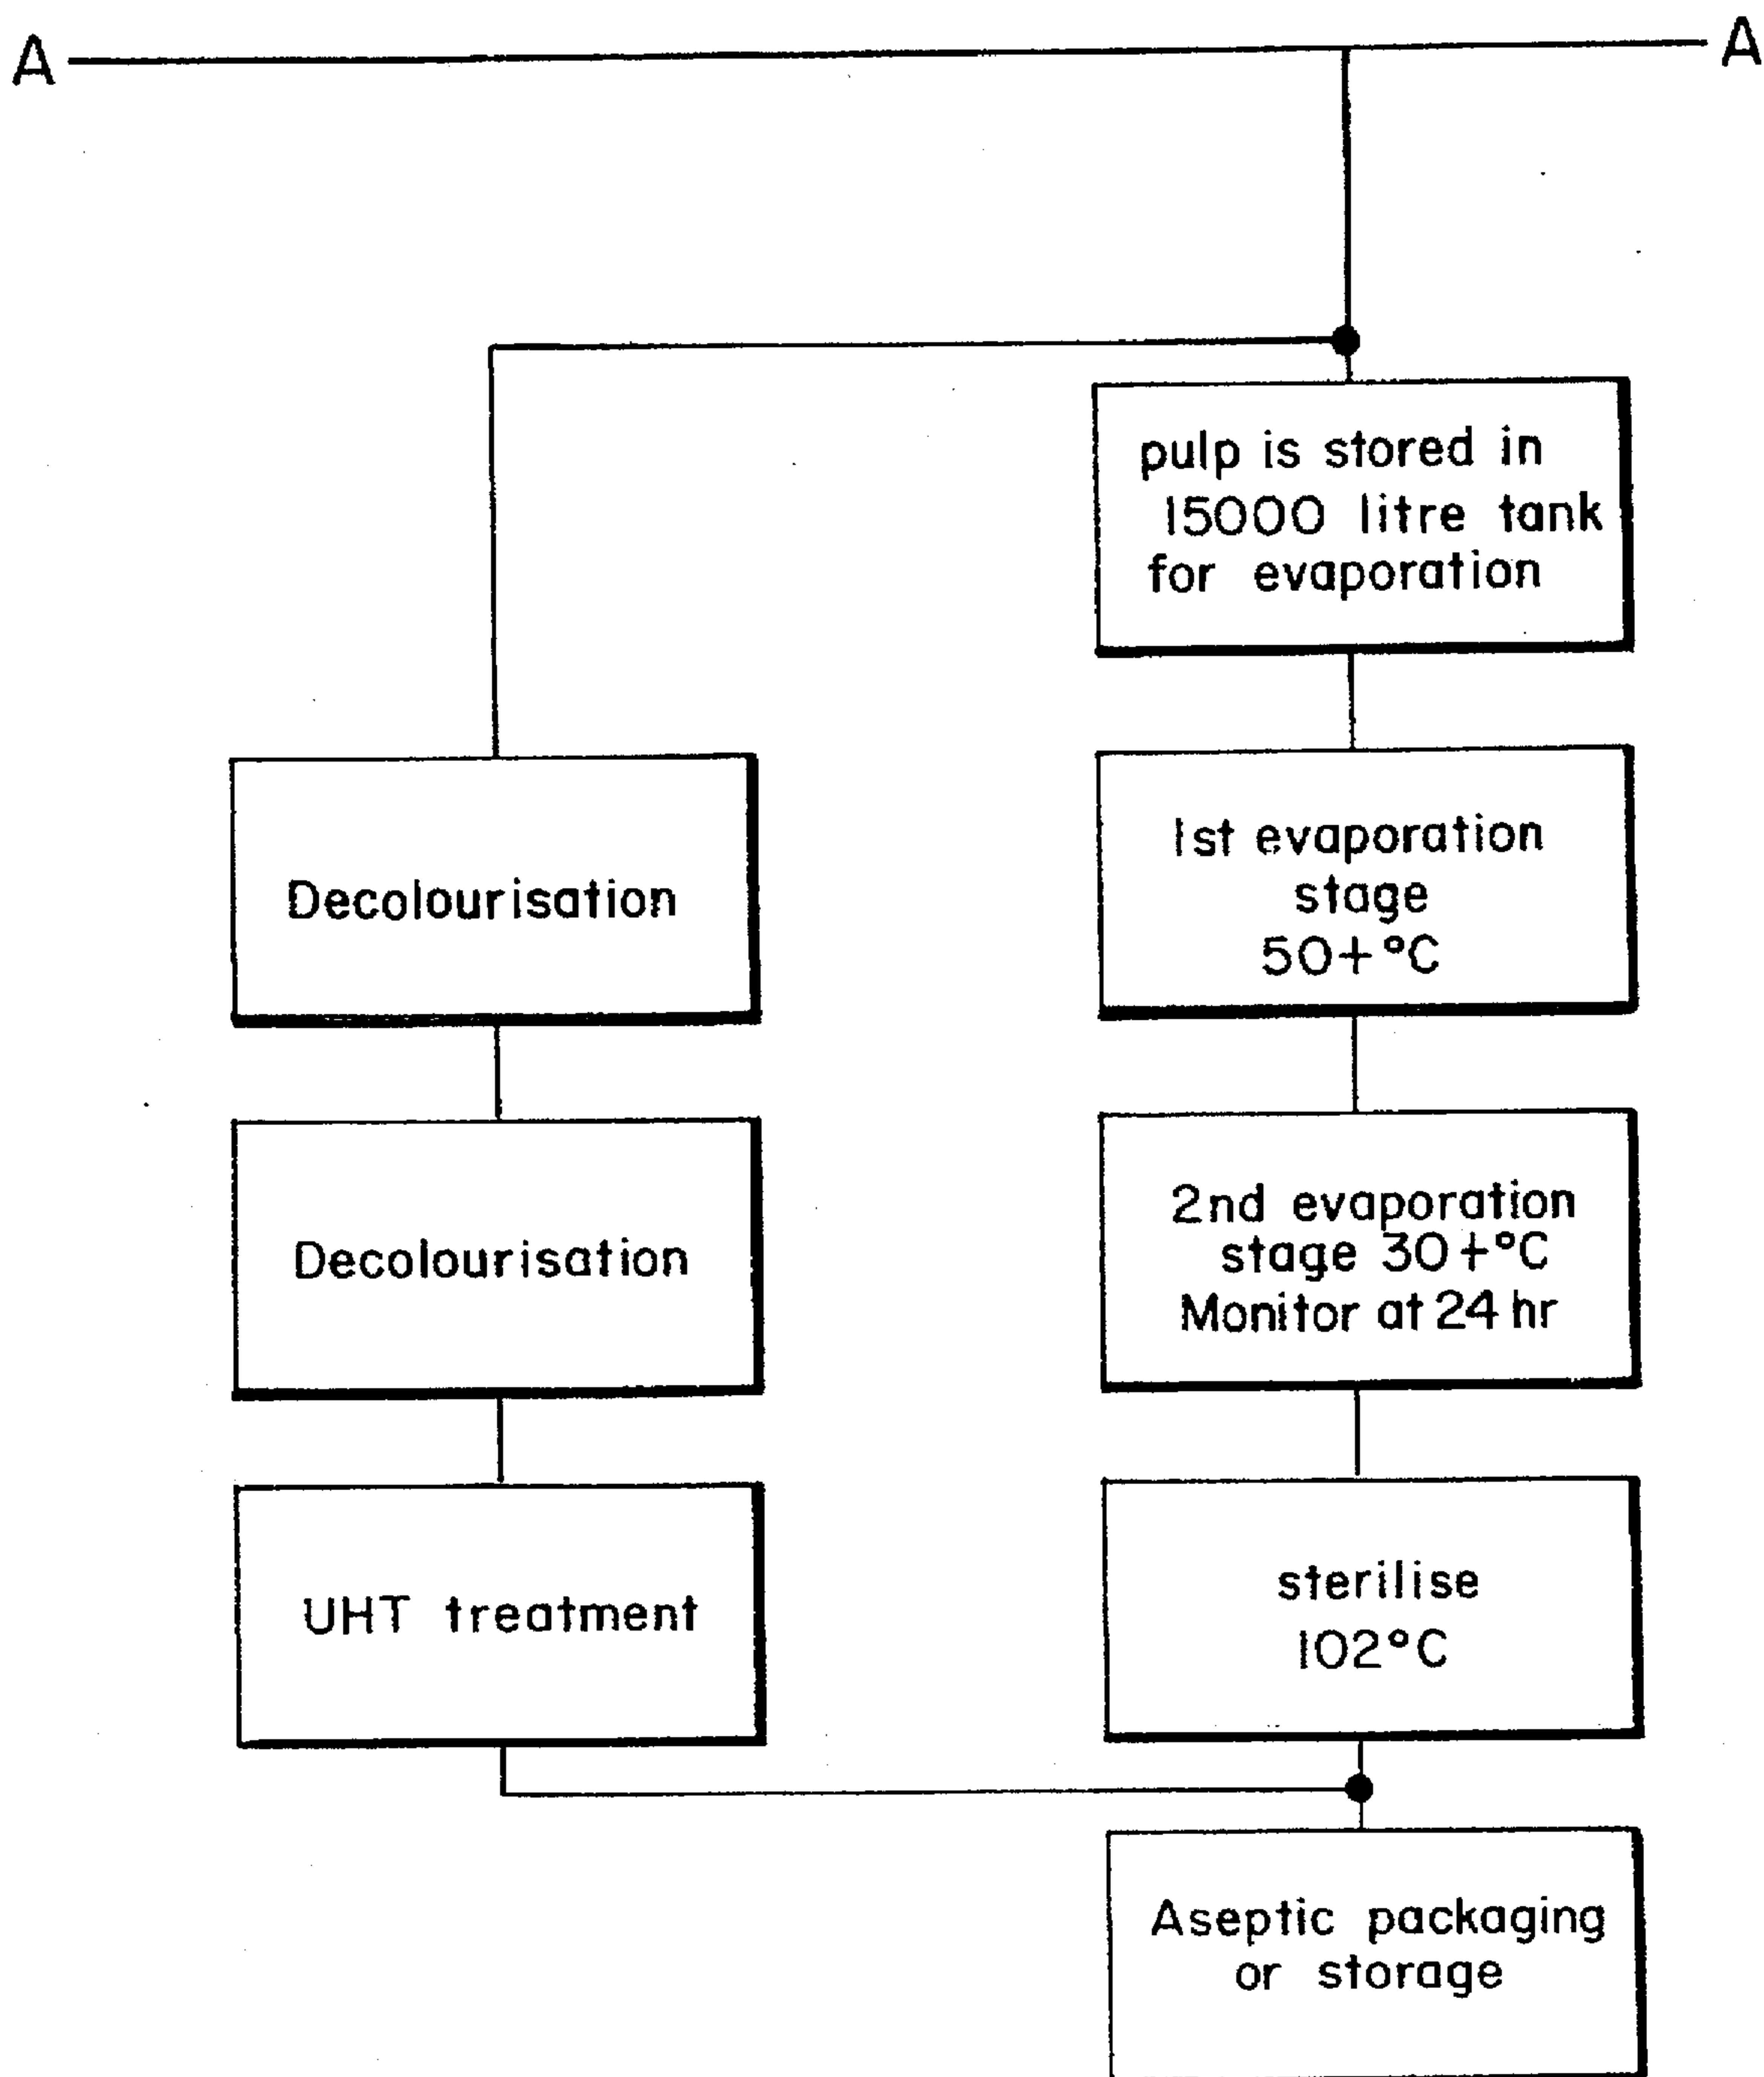 A
A
pulp is stored in
15000 litre tank
for evaporation
Decolourisation
1st evaporation
stage
50+°C
Decolourisation
2nd evaporation
stage 30+°C
Monitor at 24 hr
UHT treatment
sterilise
102°C
Aseptic packaging
or storage